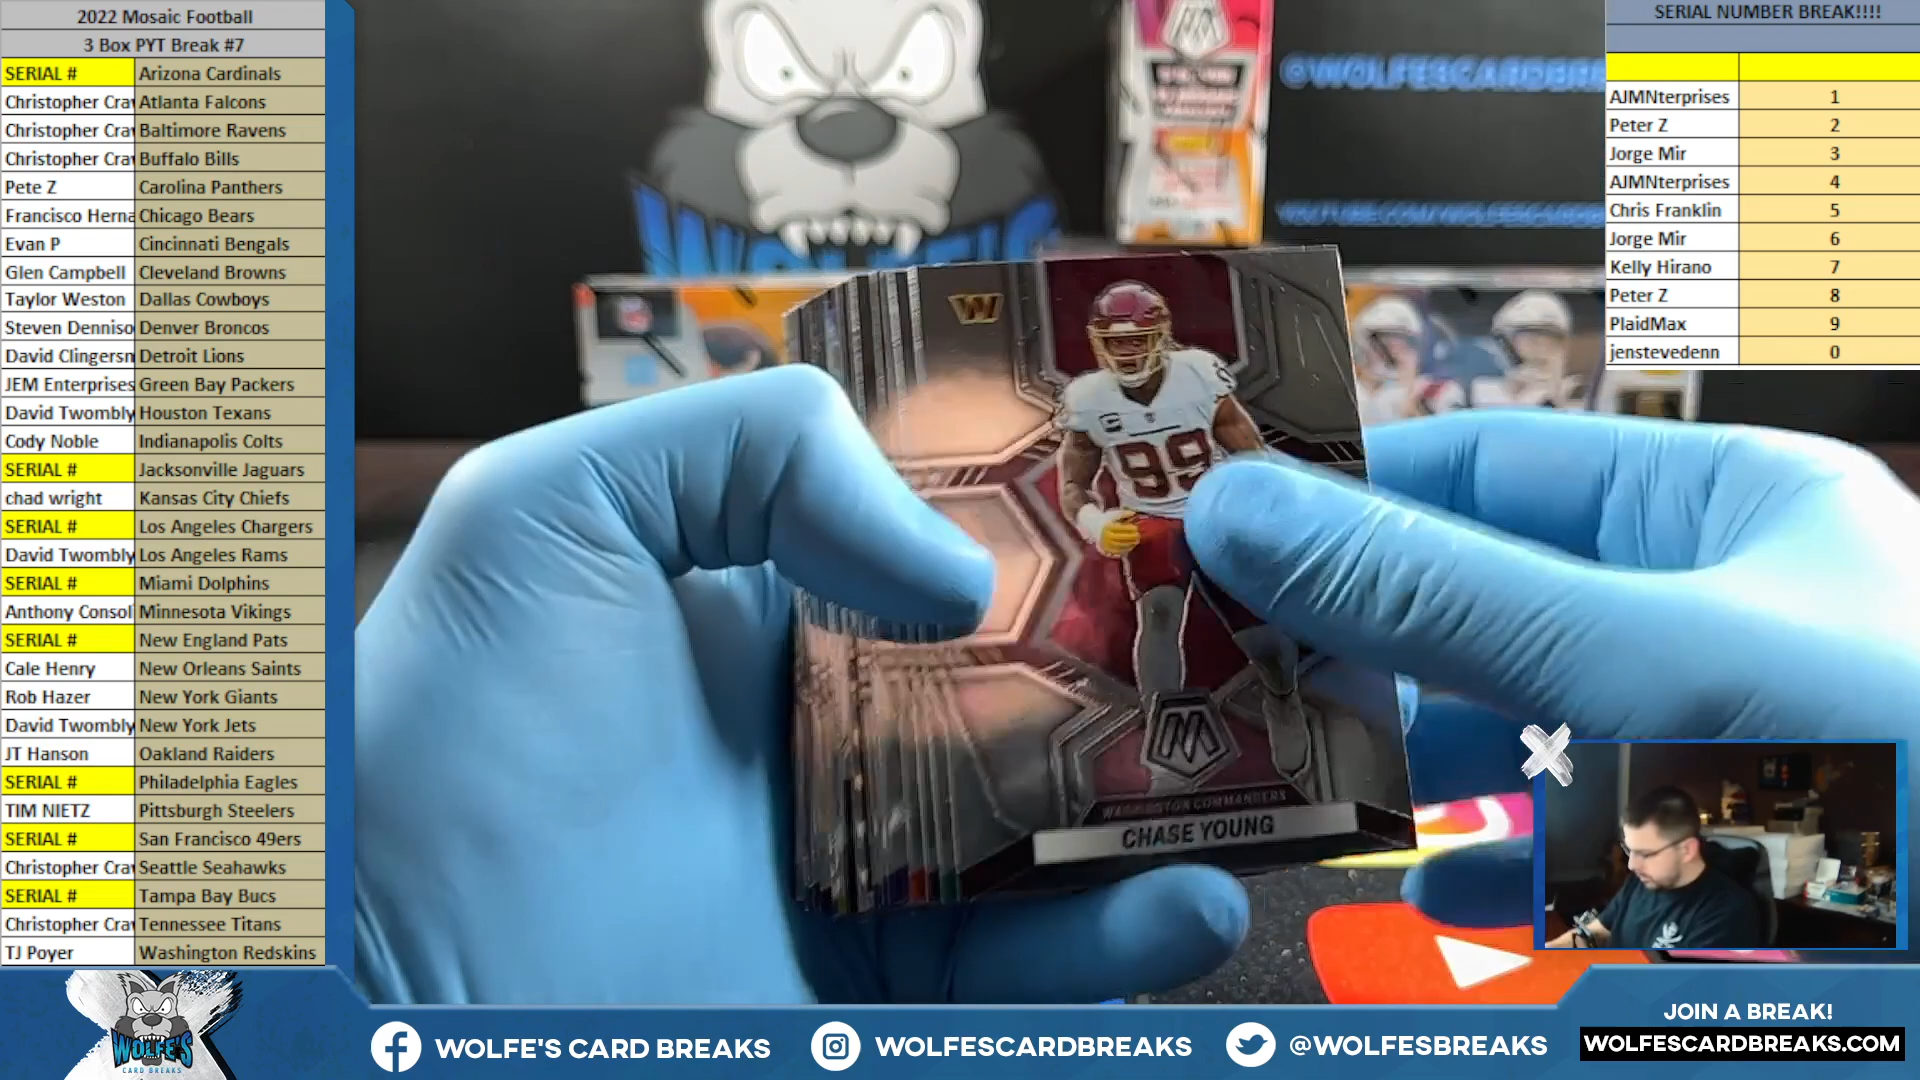 2022 Mosaic Football
3 Box PYT Break #7
SERIAL # Arizona Cardinals
Christopher Cra Atlanta Falcons
Christopher Cra Baltimore Ravens
Christopher Cra Buffalo Bills
Pete Z Carolina Panthers
Francisco Herna Chicago Bears
Evan P Cincinnati Bengals
Glen Campbell Cleveland Browns
Taylor Weston Dallas Cowboys
Steven Denniso Denver Broncos
David Clingersn Detroit Lions
JEM Enterprises Green Bay Packers
David Twombly Houston Texans
Cody Noble Indianapolis Colts
SERIAL # Jacksonville Jaguars
chad wright Kansas City Chiefs
SERIAL # Los Angeles Chargers
David Twombly Los Angeles Rams
SERIAL # Miami Dolphins
Anthony Consol Minnesota Vikings
SERIAL # New England Pats
Cale Henry New Orleans Saints
Rob Hazer New York Giants
David Twombly New York Jets
JT Hanson Oakland Raiders
SERIAL # Philadelphia Eagles
TIM NIETZ Pittsburgh Steelers
SERIAL # San Francisco 49ers
Christopher Cra Seattle Seahawks
SERIAL # Tampa Bay Bucs
Christopher Cra Tennessee Titans
TJ Poyer Washington Redskins
SERIAL NUMBER BREAK!!!!
AJMNterprises 1
Peter Z 2
Jorge Mir 3
AJMNterprises 4
Chris Franklin 5
Jorge Mir 6
Kelly Hirano 7
Peter Z 8
PlaidMax 9
jenstevedenn 0
@WOLFESCARDBRE
YOUTUBE.COM/WOLFESCARDBR
WOLFE'S
W
C
99
M
WASHINGTON COMMANDERS
CHASE YOUNG
WOLFE'S
CARD BREAKS
WOLFE'S CARD BREAKS
WOLFESCARDBREAKS
@WOLFESBREAKS
JOIN A BREAK!
WOLFESCARDBREAKS.COM